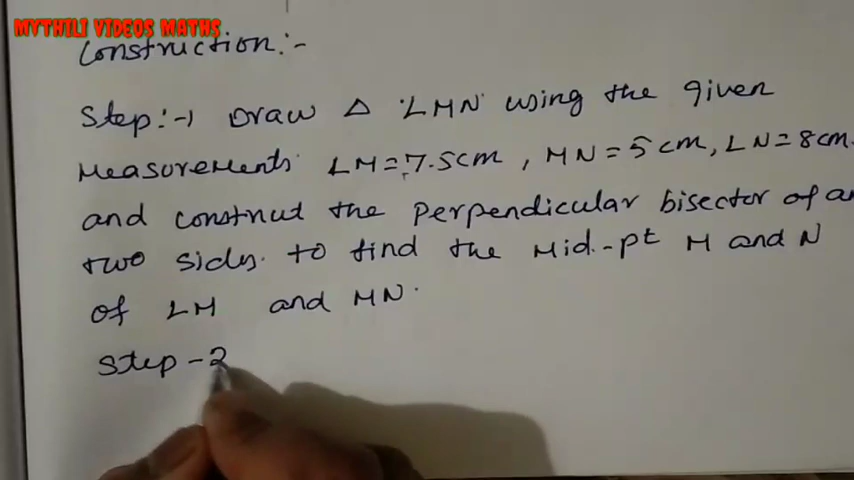 MYTHILI VIDEOS MATHS
Construction:-
Step:-1 Draw △ LMN using the given
measurements LM=7.5cm, MN=5cm, LN=8cm.
and construct the perpendicular bisector of an
two sides to find the Mid-pt M and N
of LM and MN.
Step-2